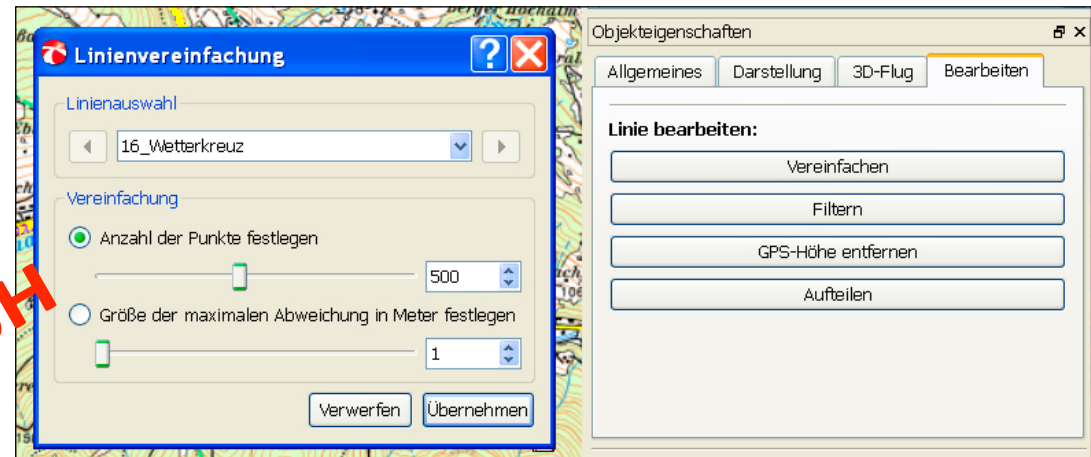 Linienvereinfachung
Linienauswahl
16_Wetterkreuz
Vereinfachung
Anzahl der Punkte festlegen
500
Größe der maximalen Abweichung in Meter festlegen
1
Verwerfen
Übernehmen
Objekteigenschaften
Allgemeines
Darstellung
3D-Flug
Bearbeiten
Linie bearbeiten:
Vereinfachen
Filtern
GPS-Höhe entfernen
Aufteilen